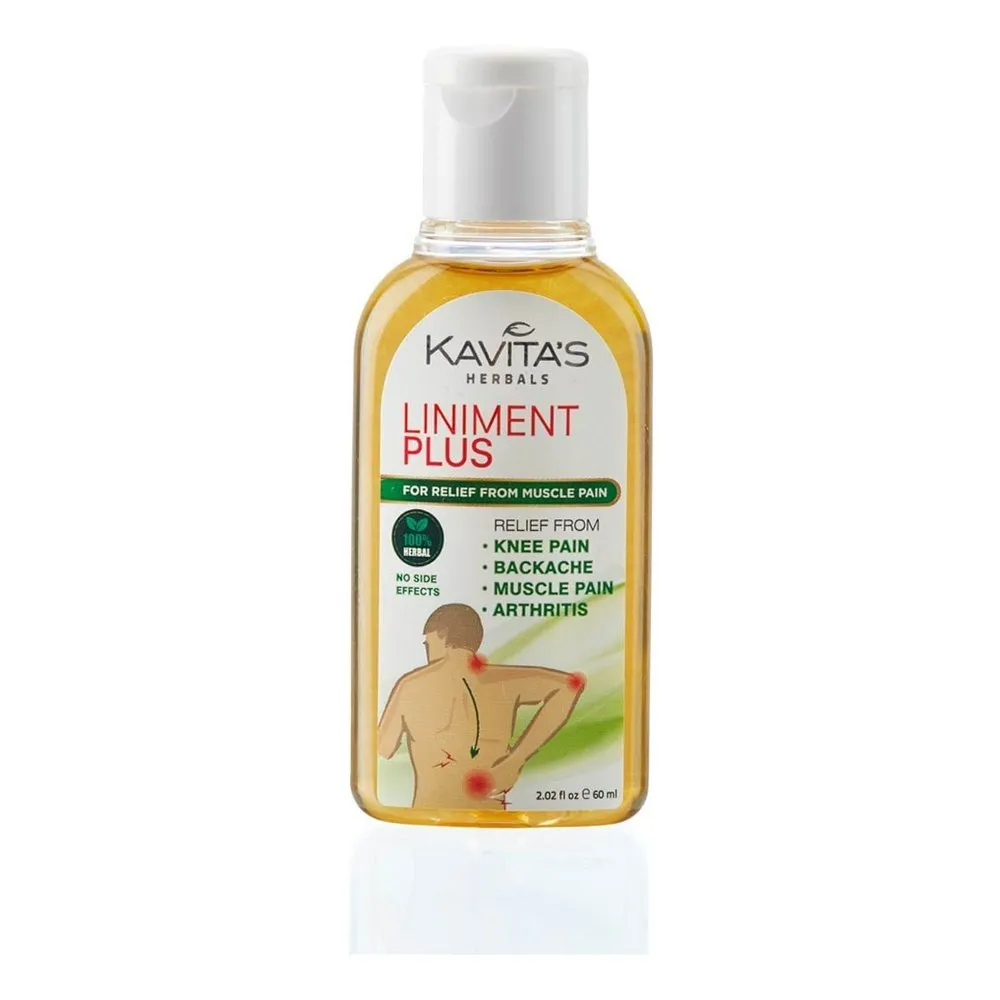 KAVITA'S
HERBALS
LINIMENT
PLUS
FOR RELIEF FROM MUSCLE PAIN
100%
HERBAL
NO SIDE
EFFECTS
RELIEF FROM
• KNEE PAIN
• BACKACHE
• MUSCLE PAIN
• ARTHRITIS
2.02 fl oz ℮ 60 ml